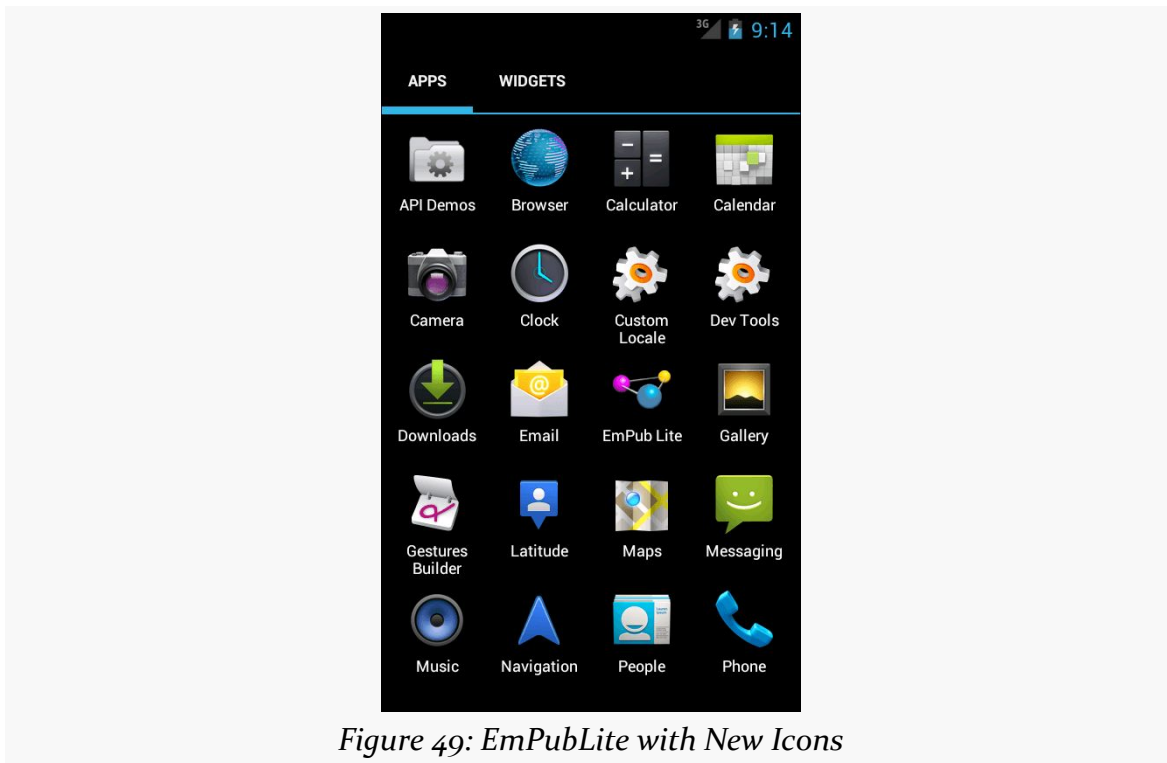 3G 9:14
APPS WIDGETS
API Demos Browser Calculator Calendar
Camera Clock Custom Locale Dev Tools
Downloads Email EmPub Lite Gallery
Gestures Builder Latitude Maps Messaging
Music Navigation People Phone
Figure 49: EmPubLite with New Icons